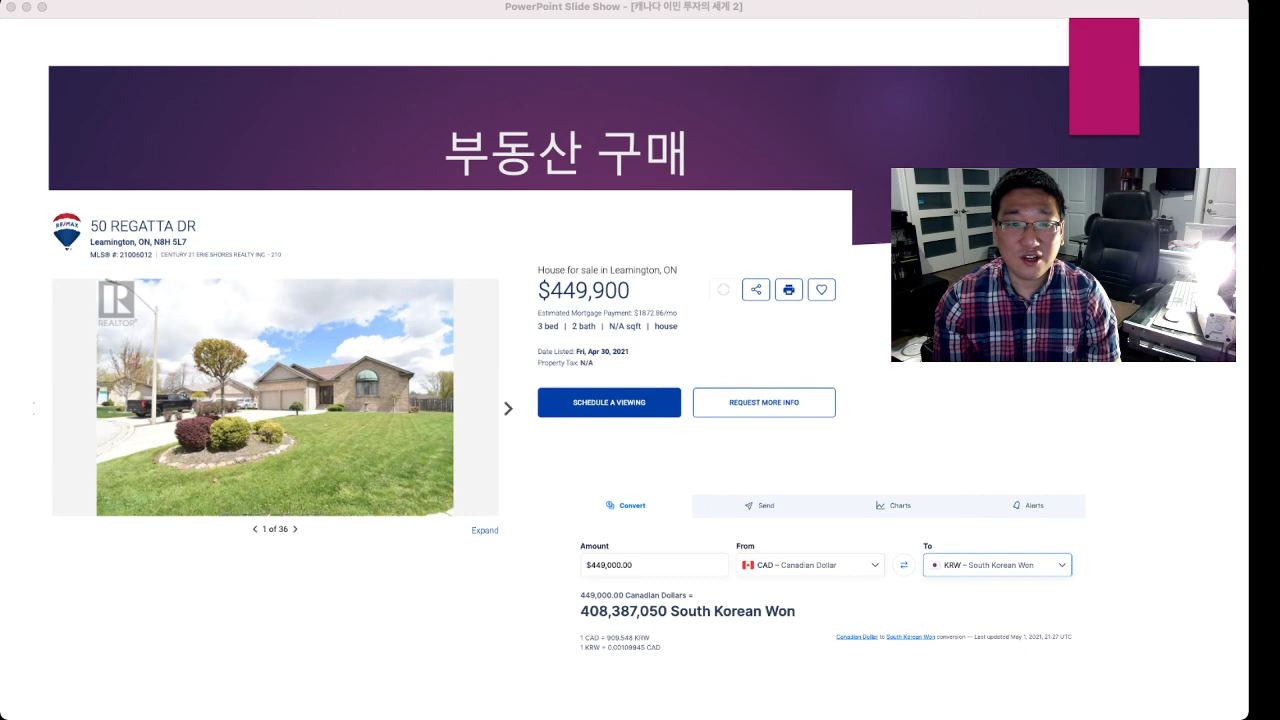 PowerPoint Slide Show - [캐나다 이민 투자의 세계 2]
부동산 구매
RE/MAX
50 REGATTA DR
Leamington, ON, N8H 5L7
MLS® #: 21006012 | CENTURY 21 ERIE SHORES REALTY INC. - 210
R
REALTOR®
1 of 36
Expand
House for sale in Leamington, ON
$449,900
Estimated Mortgage Payment: $1872.86/mo
3 bed | 2 bath | N/A sqft | house
Date Listed: Fri, Apr 30, 2021
Property Tax: N/A
SCHEDULE A VIEWING
REQUEST MORE INFO
Convert
Send
Charts
Alerts
Amount
From
To
$449,000.00
CAD – Canadian Dollar
KRW – South Korean Won
449,000.00 Canadian Dollars =
408,387,050 South Korean Won
1 CAD = 909.548 KRW
1 KRW = 0.00109945 CAD
Canadian Dollar to South Korean Won conversion — Last updated May 1, 2021, 21:27 UTC